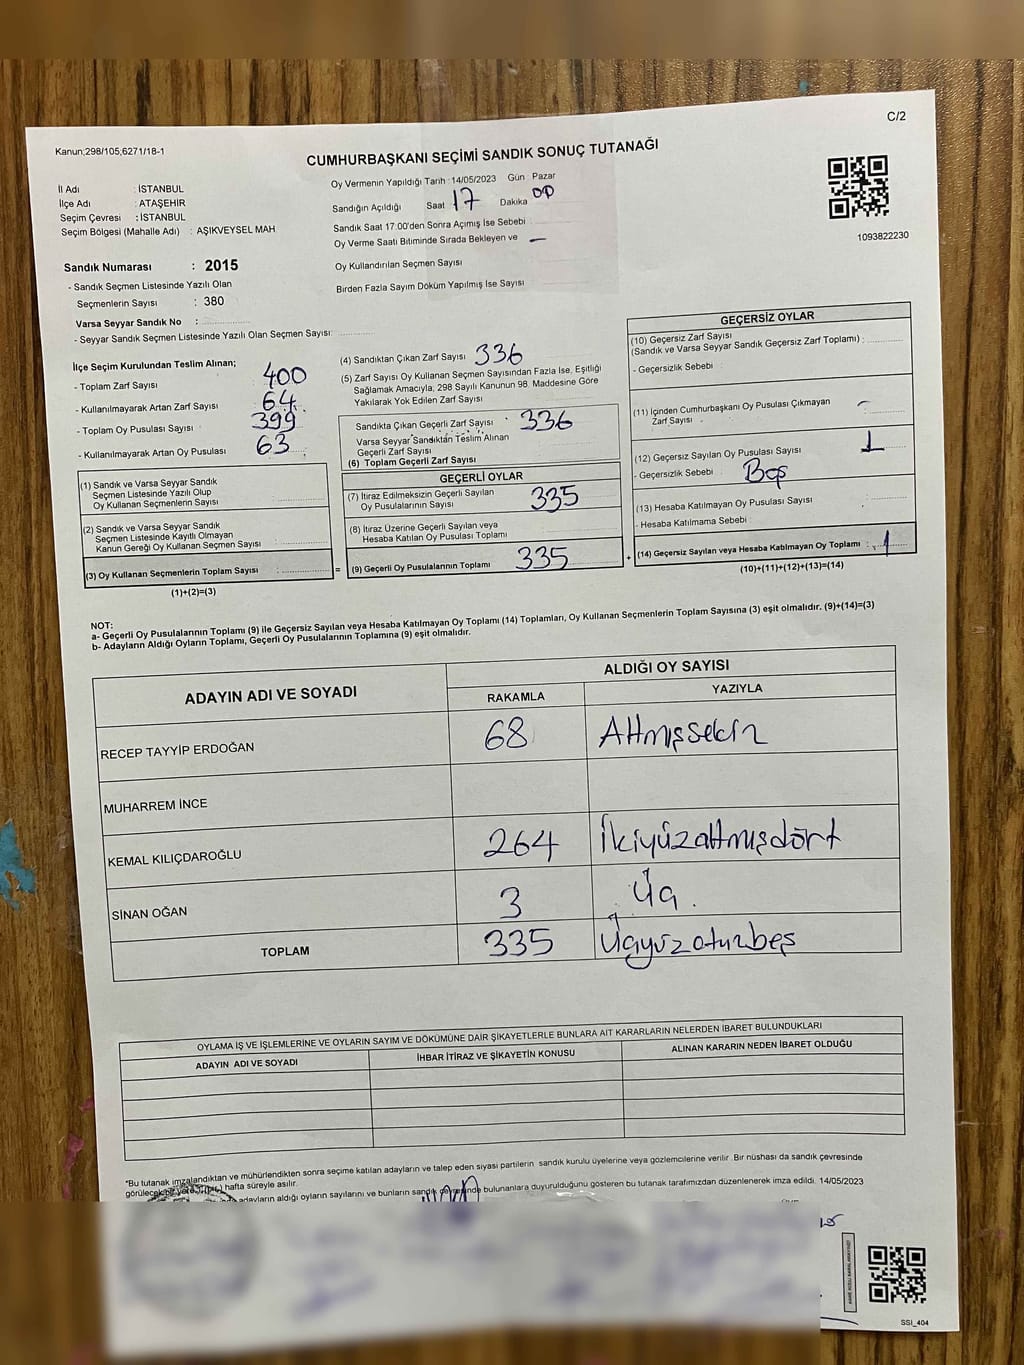 C/2
Kanun;298/105,6271/18-1
CUMHURBAŞKANI SEÇİMİ SANDIK SONUÇ TUTANAĞI
İl Adı : İSTANBUL
İlçe Adı : ATAŞEHİR
Seçim Çevresi : İSTANBUL
Seçim Bölgesi (Mahalle Adı) : AŞIKVEYSEL MAH
Oy Vermenin Yapıldığı Tarih : 14/05/2023 Gün : Pazar
Sandığın Açıldığı Saat 17 Dakika 00
Sandık Saat 17.00'den Sonra Açımış İse Sebebi :
Oy Verme Saati Bitiminde Sırada Bekleyen ve —
Oy Kullandırılan Seçmen Sayısı
Birden Fazla Sayım Döküm Yapılmış İse Sayısı
1093822230
Sandık Numarası : 2015
- Sandık Seçmen Listesinde Yazılı Olan
Seçmenlerin Sayısı : 380
Varsa Seyyar Sandık No :
- Seyyar Sandık Seçmen Listesinde Yazılı Olan Seçmen Sayısı:
İlçe Seçim Kurulundan Teslim Alınan;
- Toplam Zarf Sayısı : 400
- Kullanılmayarak Artan Zarf Sayısı : 64
- Toplam Oy Pusulası Sayısı : 399
- Kullanılmayarak Artan Oy Pusulası : 63
(1) Sandık ve Varsa Seyyar Sandık
Seçmen Listesinde Yazılı Olup
Oy Kullanan Seçmenlerin Sayısı :
(2) Sandık ve Varsa Seyyar Sandık
Seçmen Listesinde Kayıtlı Olmayan
Kanun Gereği Oy Kullanan Seçmen Sayısı :
(3) Oy Kullanan Seçmenlerin Toplam Sayısı :
(1)+(2)=(3)
=
(4) Sandıktan Çıkan Zarf Sayısı : 336
(5) Zarf Sayısı Oy Kullanan Seçmen Sayısından Fazla İse, Eşitliği
Sağlamak Amacıyla, 298 Sayılı Kanunun 98. Maddesine Göre
Yakılarak Yok Edilen Zarf Sayısı
Sandıkta Çıkan Geçerli Zarf Sayısı : 336
Varsa Seyyar Sandıktan Teslim Alınan
Geçerli Zarf Sayısı :
(6) Toplam Geçerli Zarf Sayısı
GEÇERLİ OYLAR
(7) İtiraz Edilmeksizin Geçerli Sayılan
Oy Pusulalarının Sayısı : 335
(8) İtiraz Üzerine Geçerli Sayılan veya
Hesaba Katılan Oy Pusulası Toplamı
(9) Geçerli Oy Pusulalarının Toplamı 335
+
GEÇERSİZ OYLAR
(10) Geçersiz Zarf Sayısı
(Sandık ve Varsa Seyyar Sandık Geçersiz Zarf Toplamı) :
- Geçersizlik Sebebi :
(11) İçinden Cumhurbaşkanı Oy Pusulası Çıkmayan —
Zarf Sayısı
(12) Geçersiz Sayılan Oy Pusulası Sayısı : 1
- Geçersizlik Sebebi : Boş
(13) Hesaba Katılmayan Oy Pusulası Sayısı :
- Hesaba Katılmama Sebebi :
(14) Geçersiz Sayılan veya Hesaba Katılmayan Oy Toplamı : 1
(10)+(11)+(12)+(13)=(14)
NOT:
a- Geçerli Oy Pusulalarının Toplamı (9) ile Geçersiz Sayılan veya Hesaba Katılmayan Oy Toplamı (14) Toplamları, Oy Kullanan Seçmenlerin Toplam Sayısına (3) eşit olmalıdır. (9)+(14)=(3)
b- Adayların Aldığı Oyların Toplamı, Geçerli Oy Pusulalarının Toplamına (9) eşit olmalıdır.
ADAYIN ADI VE SOYADI
ALDIĞI OY SAYISI
RAKAMLA YAZIYLA
RECEP TAYYİP ERDOĞAN 68 Altmışsekiz
MUHARREM İNCE
KEMAL KILIÇDAROĞLU 264 İkiyüzaltmışdört
SİNAN OĞAN 3 Üç.
TOPLAM 335 Üçyüzotuzbeş
OYLAMA İŞ VE İŞLEMLERİNE VE OYLARIN SAYIM VE DÖKÜMÜNE DAİR ŞİKAYETLERLE BUNLARA AİT KARARLARIN NELERDEN İBARET BULUNDUKLARI
ADAYIN ADI VE SOYADI İHBAR İTİRAZ VE ŞİKAYETİN KONUSU ALINAN KARARIN NEDEN İBARET OLDUĞU
"Bu tutanak imzalandıktan ve mühürlendikten sonra seçime katılan adayların ve talep eden siyasi partilerin sandık kurulu üyelerine veya gözlemcilerine verilir. Bir nüshası da sandık çevresinde
hafta süreyle asılır.
adayların aldığı oyların sayılarını ve bunların sandık çevresinde bulunanlara duyurulduğunu gösteren bu tutanak tarafımızdan düzenlenerek imza edildi. 14/05/2023
SSİ_404